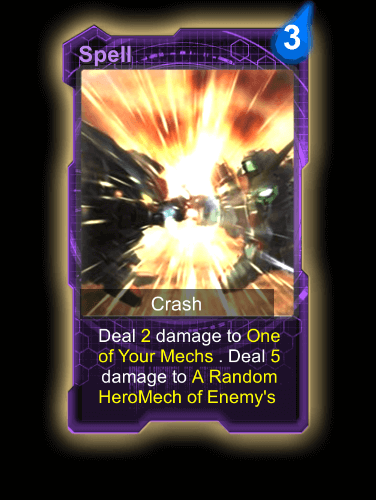 3
Spell
Crash
Deal 2 damage to One
of Your Mechs . Deal 5
damage to A Random
HeroMech of Enemy's